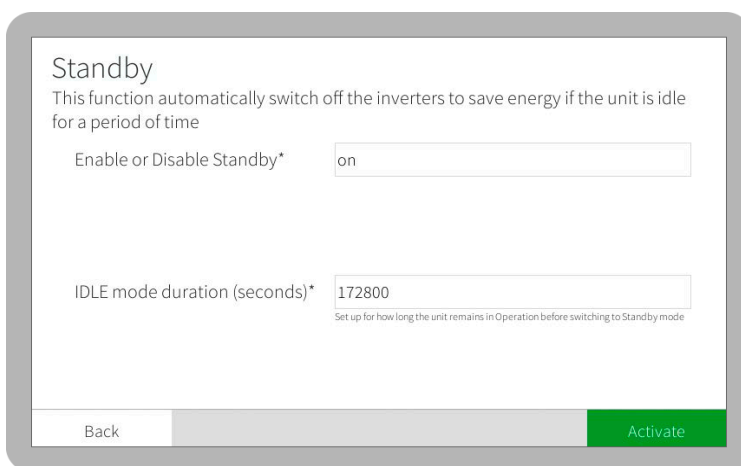 Standby
This function automatically switch off the inverters to save energy if the unit is idle
for a period of time
Enable or Disable Standby* on
IDLE mode duration (seconds)* 172800
Set up for how long the unit remains in Operation before switching to Standby mode
Back Activate